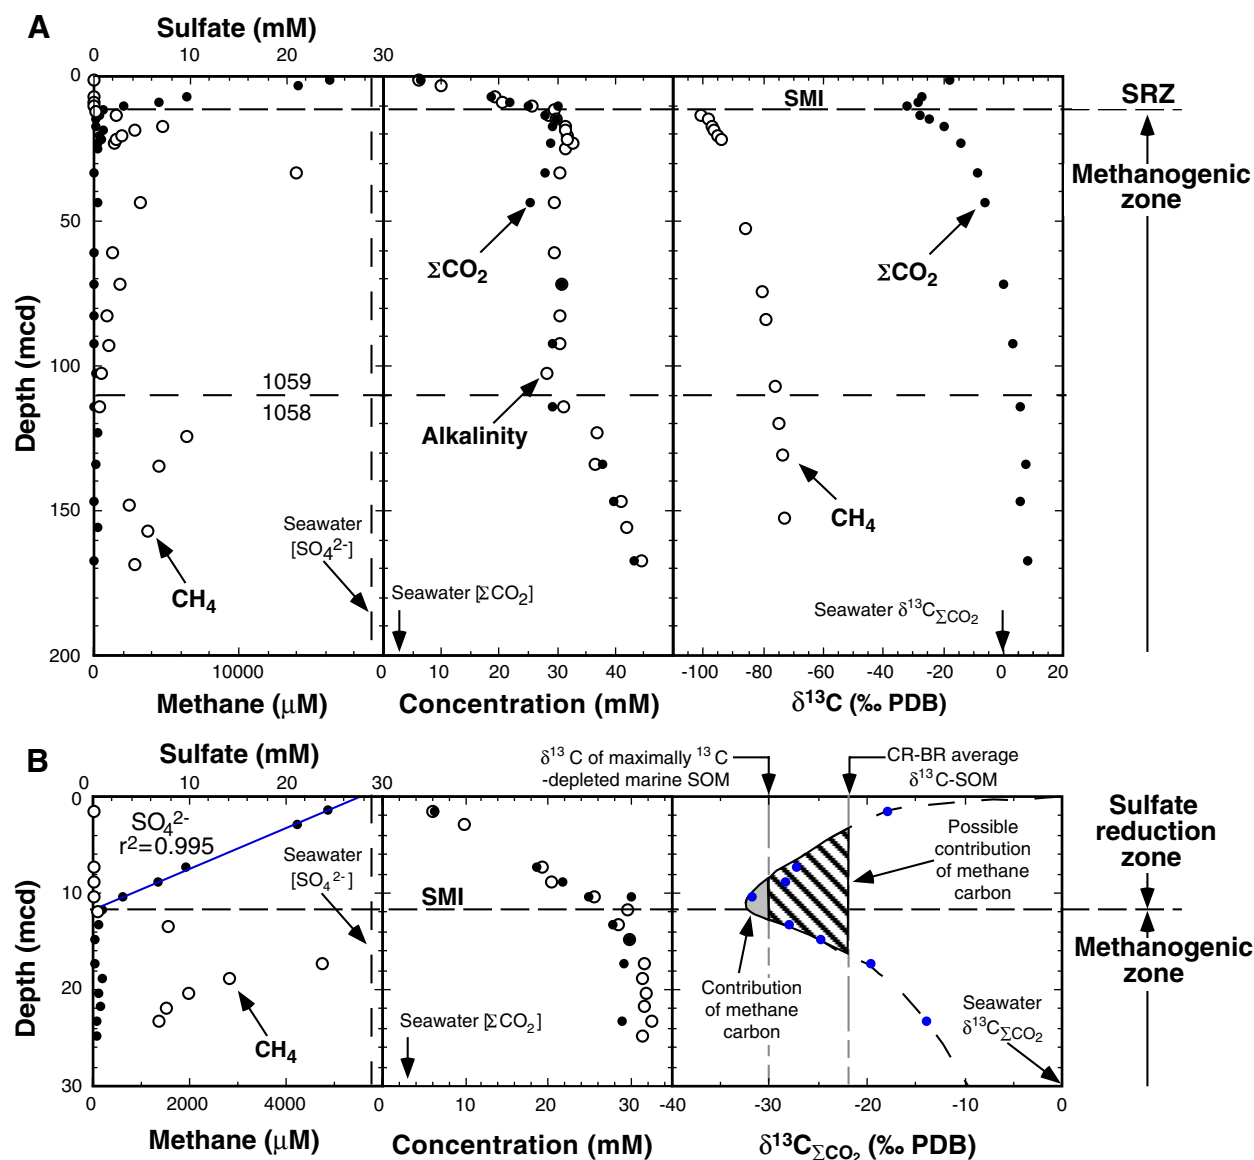 A
Sulfate (mM)
0 10 20 30
0
50
100
150
200
Depth (mcd)
SMI
SRZ
Methanogenic
zone
ΣCO2
ΣCO2
1059
1058
Alkalinity
CH4
CH4
Seawater
[SO4 2-]
Seawater [ΣCO2]
Seawater δ13CΣCO2
0 10000
0 10 20 30 40
-100 -80 -60 -40 -20 0 20
Methane (μM)
Concentration (mM)
δ13C (‰ PDB)
B
Sulfate (mM)
δ13C of maximally 13C
-depleted marine SOM
CR-BR average
δ13C-SOM
0 10 20 30
0
10
20
30
Depth (mcd)
SO4 2-
r2=0.995
Seawater
[SO4 2-]
SMI
Possible
contribution
of methane
carbon
Sulfate
reduction
zone
Methanogenic
zone
Contribution
of methane
carbon
Seawater
δ13CΣCO2
Seawater [ΣCO2]
CH4
0 2000 4000
0 10 20 30
-40 -30 -20 -10 0
Methane (μM)
Concentration (mM)
δ13CΣCO2 (‰ PDB)